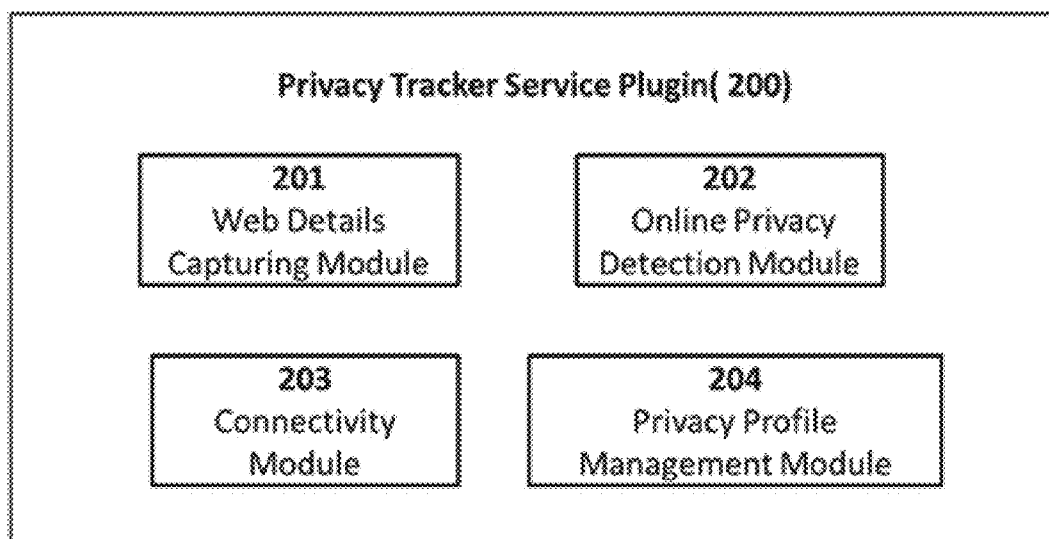 Privacy Tracker Service Plugin( 200)
201
Web Details
Capturing Module
202
Online Privacy
Detection Module
203
Connectivity
Module
204
Privacy Profile
Management Module